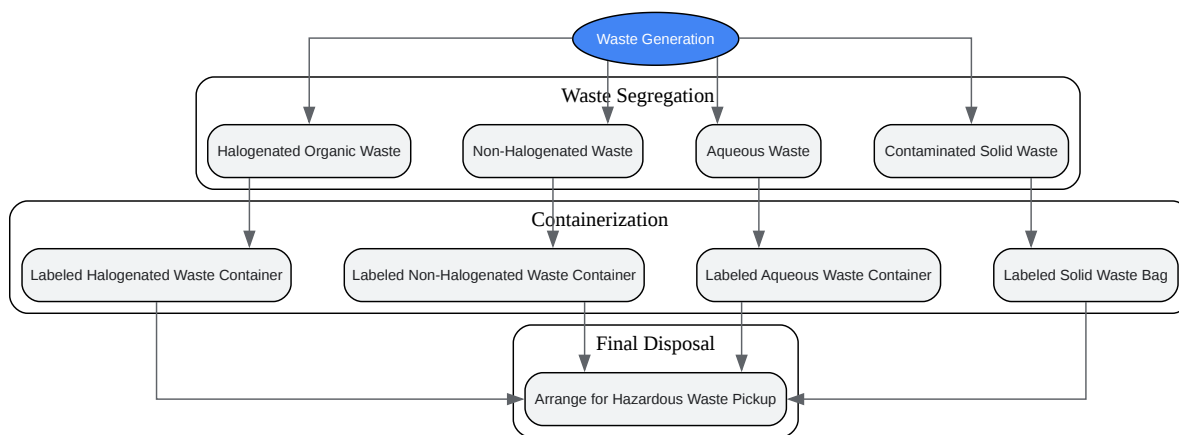 Waste Generation
Waste Segregation
Halogenated Organic Waste
Non-Halogenated Waste
Aqueous Waste
Contaminated Solid Waste
Containerization
Labeled Halogenated Waste Container
Labeled Non-Halogenated Waste Container
Labeled Aqueous Waste Container
Labeled Solid Waste Bag
Final Disposal
Arrange for Hazardous Waste Pickup